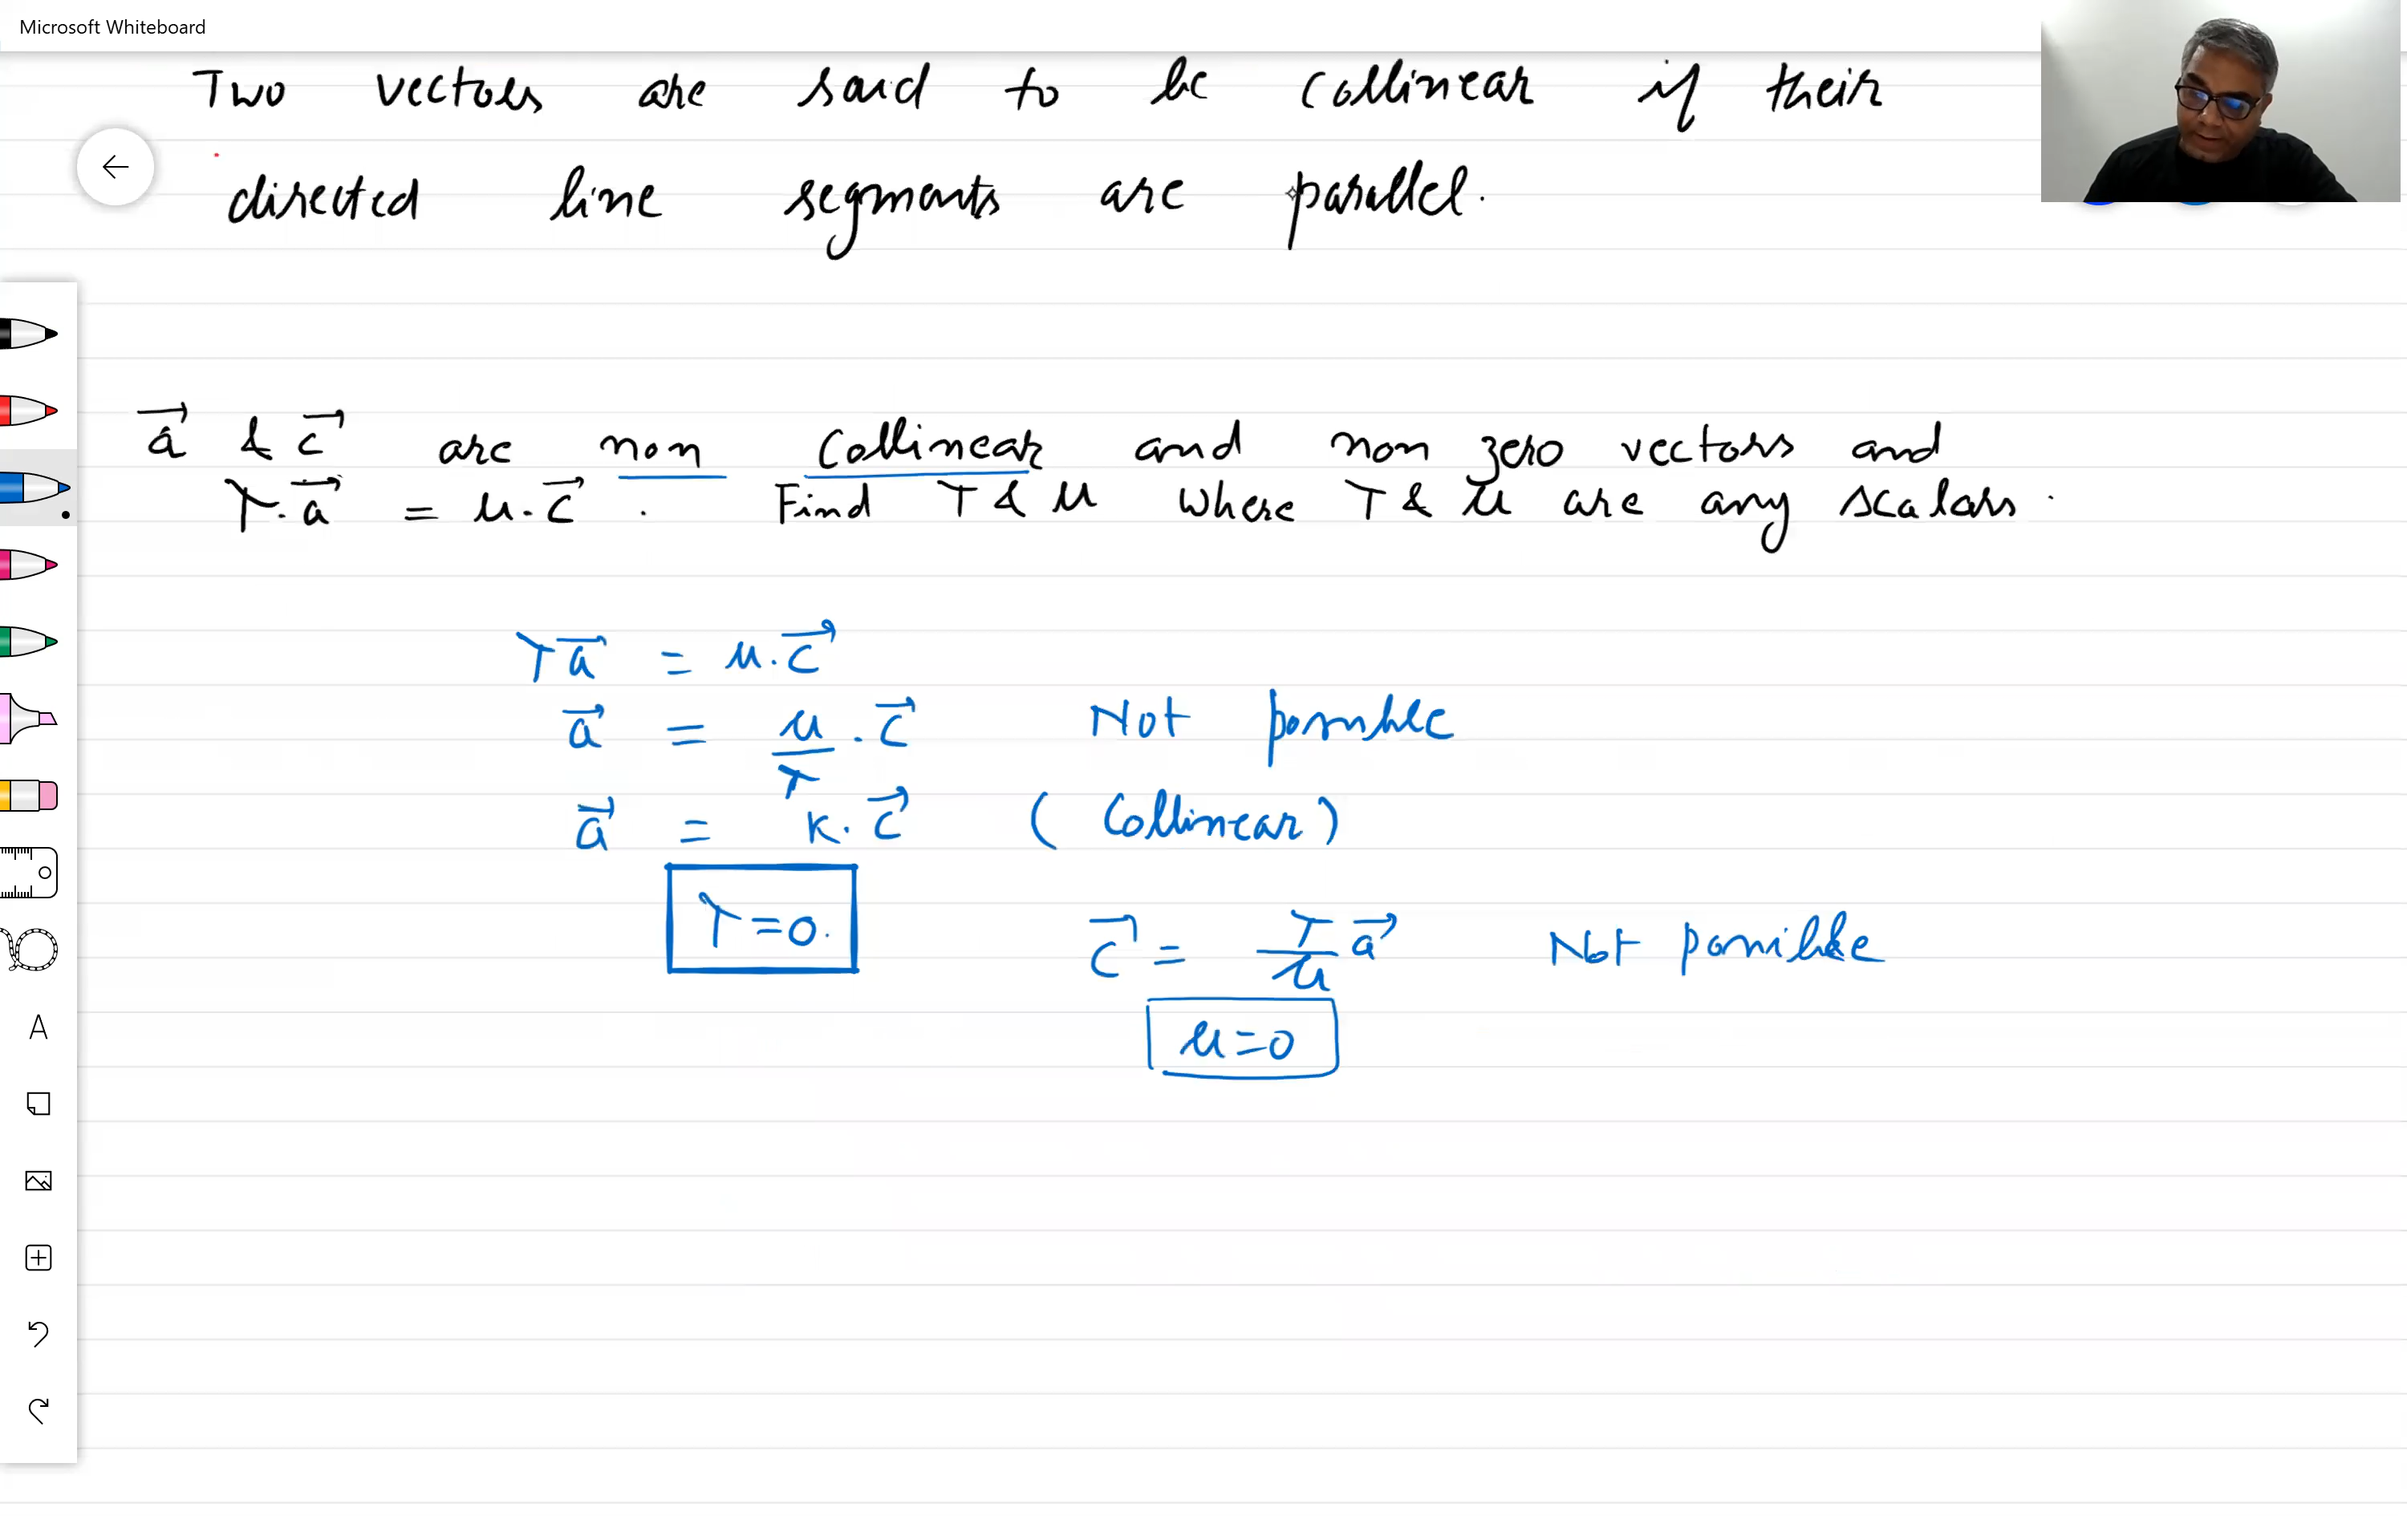 Microsoft Whiteboard
Two vectors are said to be collinear if their
directed line segments are parallel.
a⃗ & c⃗ are non collinear and non zero vectors and
λ.a⃗ = μ.c⃗ . Find λ & μ where λ & μ are any scalars.
λa⃗ = μ.c⃗
a⃗ = μ/λ .c⃗ Not possible
a⃗ = K.c⃗ (Collinear)
λ=0.
c⃗ = λ/μ a⃗ Not possible
μ=0
A